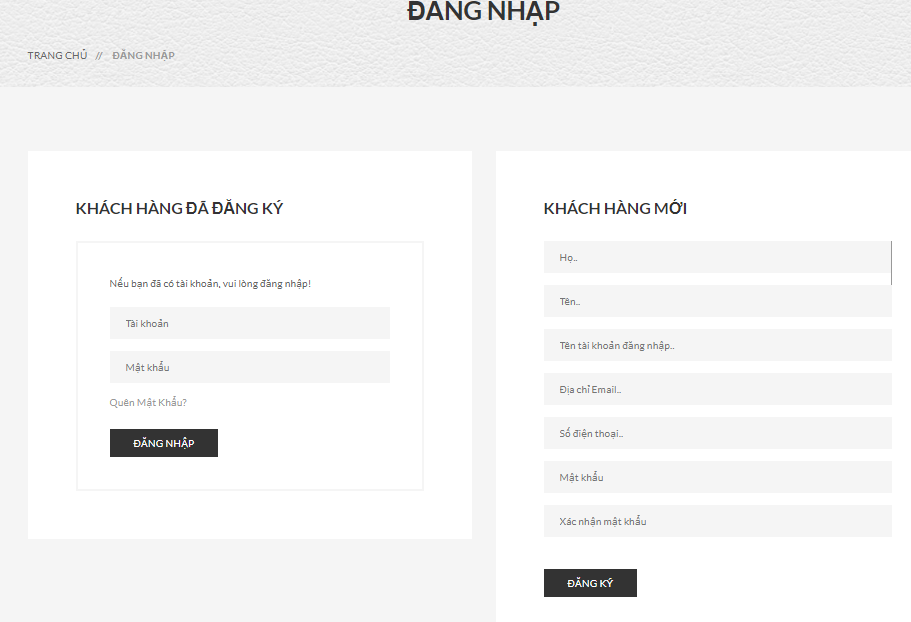 ĐĂNG NHẬP
TRANG CHỦ // ĐĂNG NHẬP
KHÁCH HÀNG ĐÃ ĐĂNG KÝ
Nếu bạn đã có tài khoản, vui lòng đăng nhập!
Tài khoản
Mật khẩu
Quên Mật Khẩu?
ĐĂNG NHẬP
KHÁCH HÀNG MỚI
Họ..
Tên..
Tên tài khoản đăng nhập..
Địa chỉ Email..
Số điện thoại..
Mật khẩu
Xác nhận mật khẩu
ĐĂNG KÝ